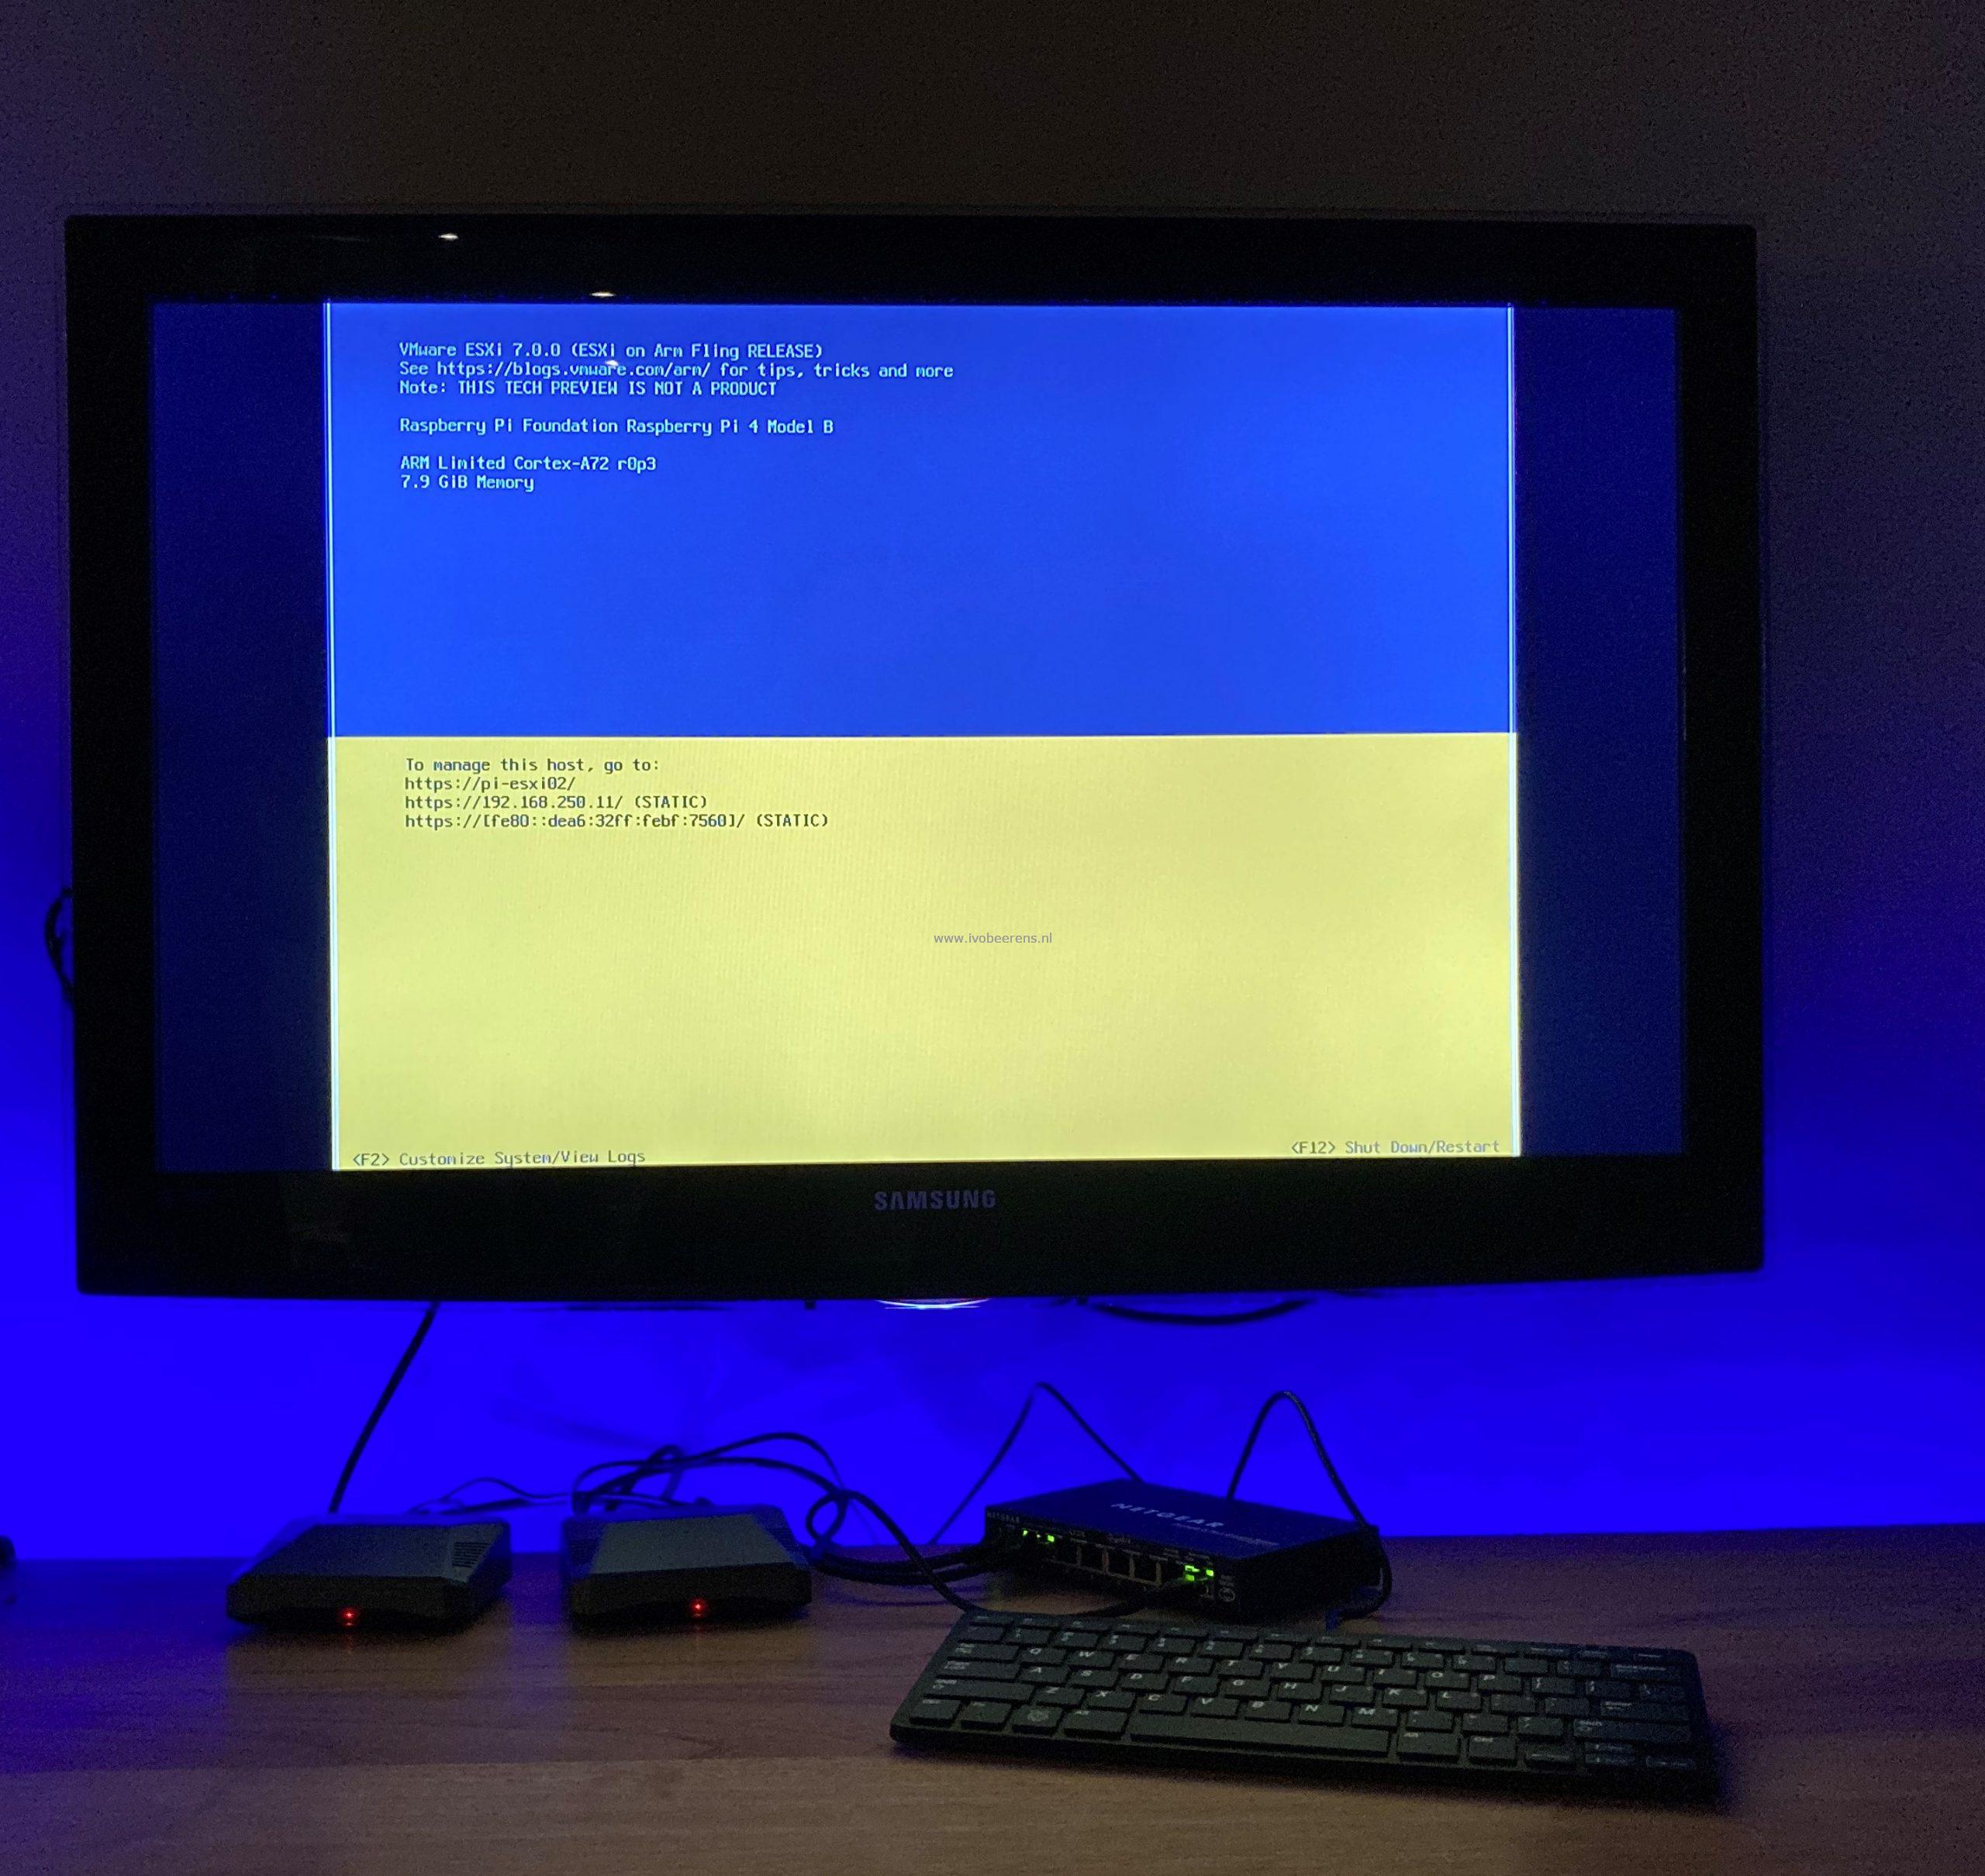 VMware ESXi 7.0.0 (ESXi on Arm Fling RELEASE)
See https://blogs.vmware.com/arm/ for tips, tricks and more
Note: THIS TECH PREVIEW IS NOT A PRODUCT
Raspberry Pi Foundation Raspberry Pi 4 Model B
ARM Limited Cortex-A72 r0p3
7.9 GiB Memory
To manage this host, go to:
https://pi-esxi02/
https://192.168.250.11/ (STATIC)
https://[fe80::dea6:32ff:febf:7560]/ (STATIC)
www.ivobeerens.nl
<F2> Customize System/View Logs
<F12> Shut Down/Restart
SAMSUNG
NETGEAR
NETGEAR
Q W E R T Y U I O P
A S D F G H J K L
Z X C V B N M